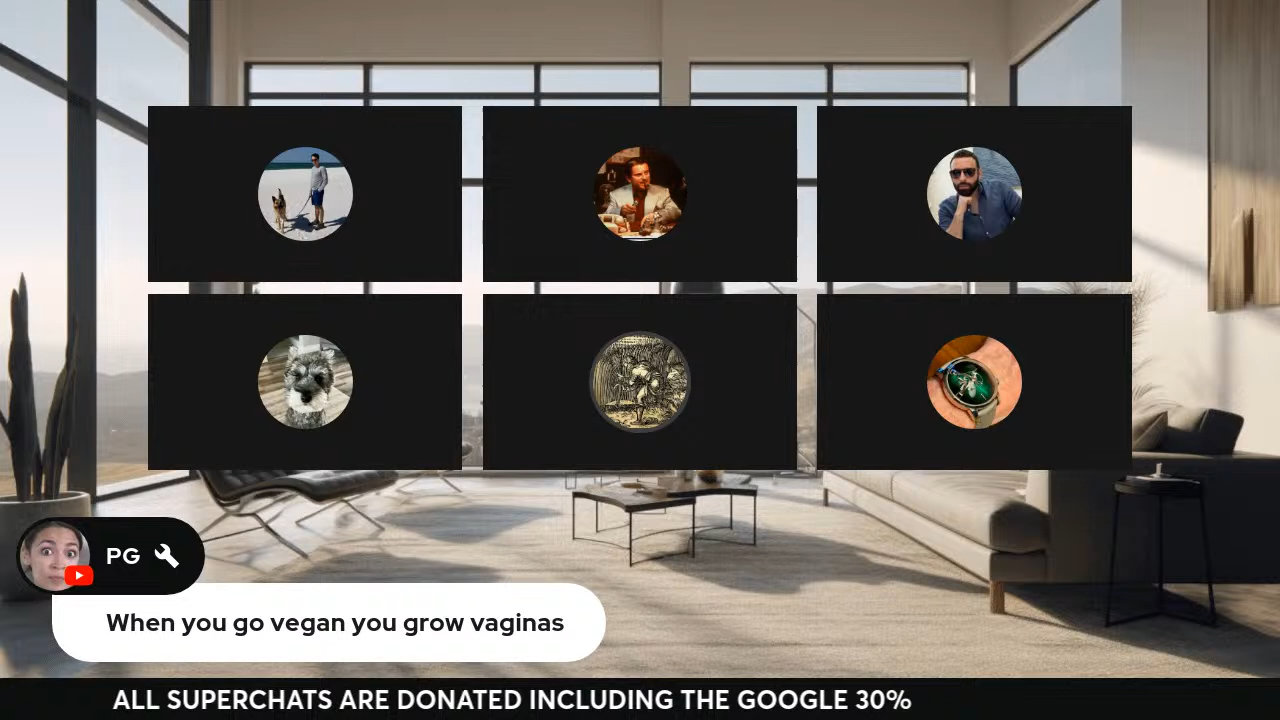 PG
When you go vegan you grow vaginas
ALL SUPERCHATS ARE DONATED INCLUDING THE GOOGLE 30%